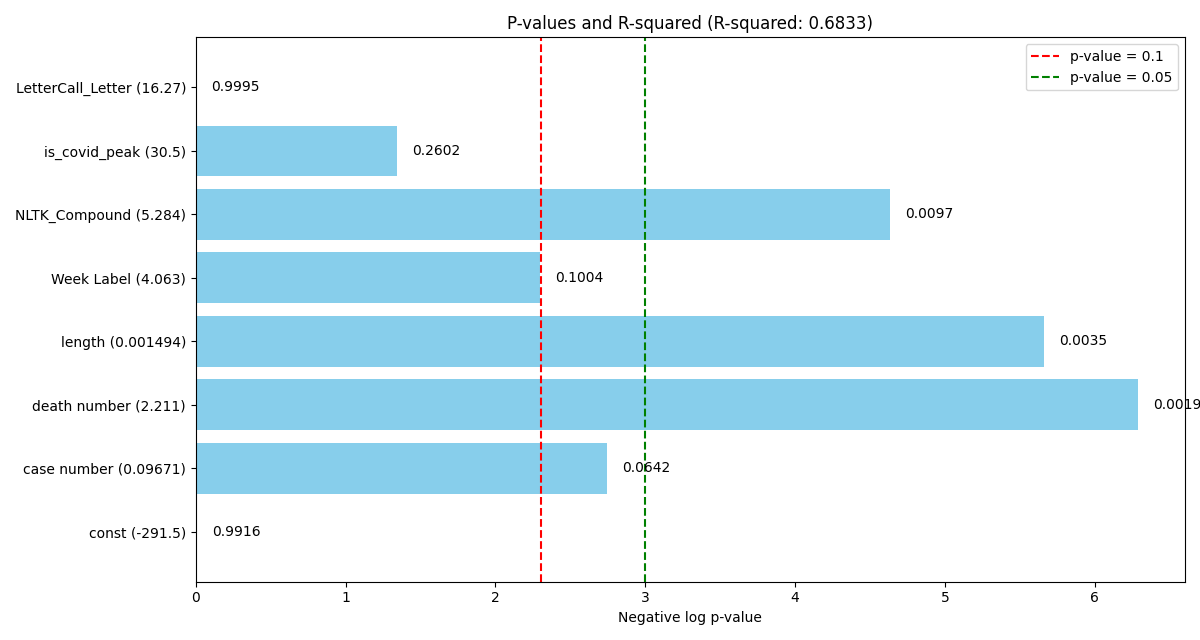 P-values and R-squared (R-squared: 0.6833)
p-value = 0.1
p-value = 0.05
LetterCall_Letter (16.27) 0.9995
is_covid_peak (30.5) 0.2602
NLTK_Compound (5.284) 0.0097
Week Label (4.063) 0.1004
length (0.001494) 0.0035
death number (2.211) 0.0019
case number (0.09671) 0.0642
const (-291.5) 0.9916
0 1 2 3 4 5 6
Negative log p-value